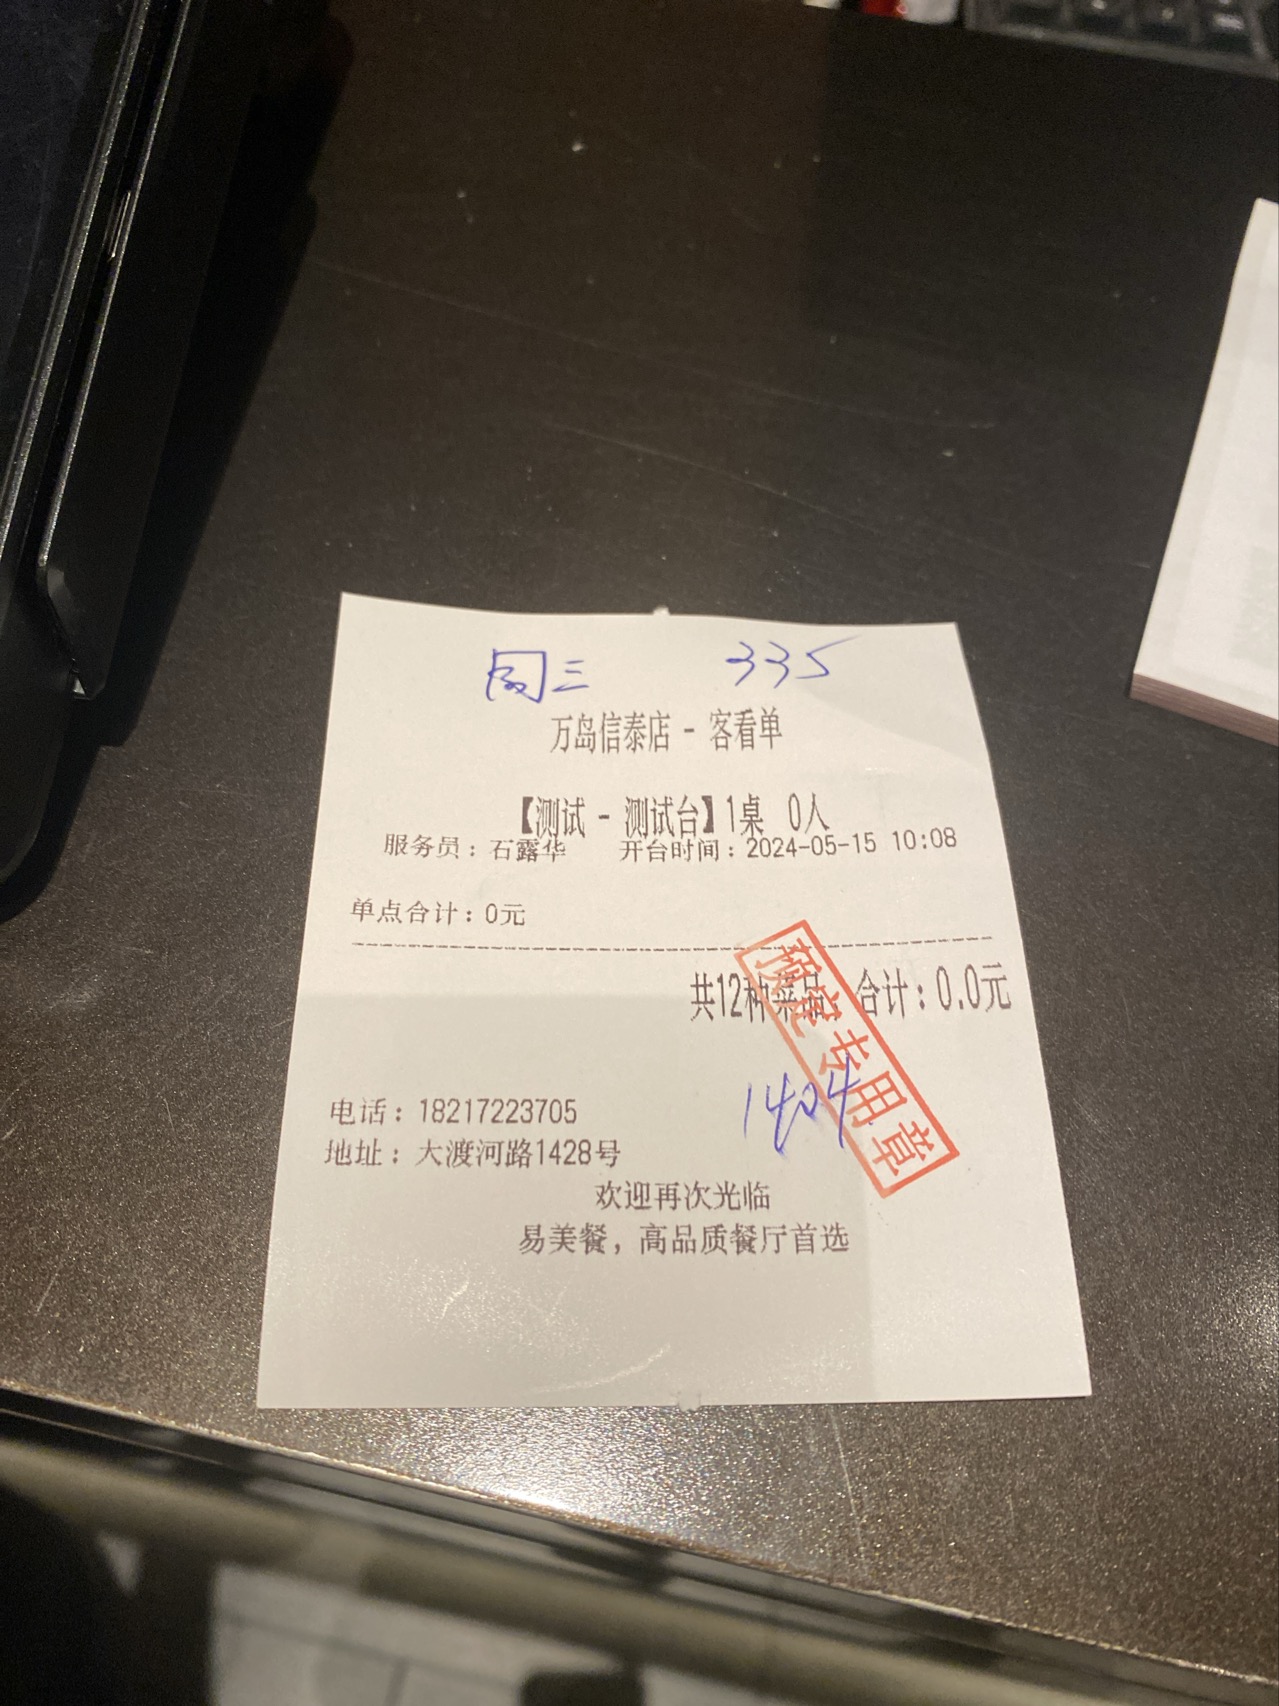 周三 335
万岛信泰店 - 客看单
【测试 - 测试台】1桌 0人
服务员：石露华 开台时间：2024-05-15 10:08
单点合计：0元
共12种菜品，合计：0.0元
预定专用章
1404
电话：18217223705
地址：大渡河路1428号
欢迎再次光临
易美餐，高品质餐厅首选